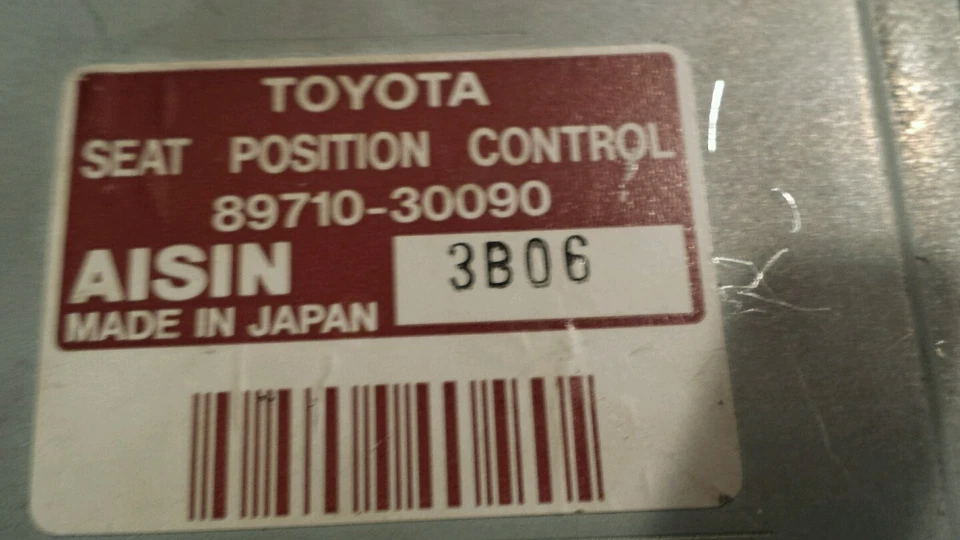 TOYOTA
SEAT POSITION CONTROL
89710-30090
AISIN 3B06
MADE IN JAPAN